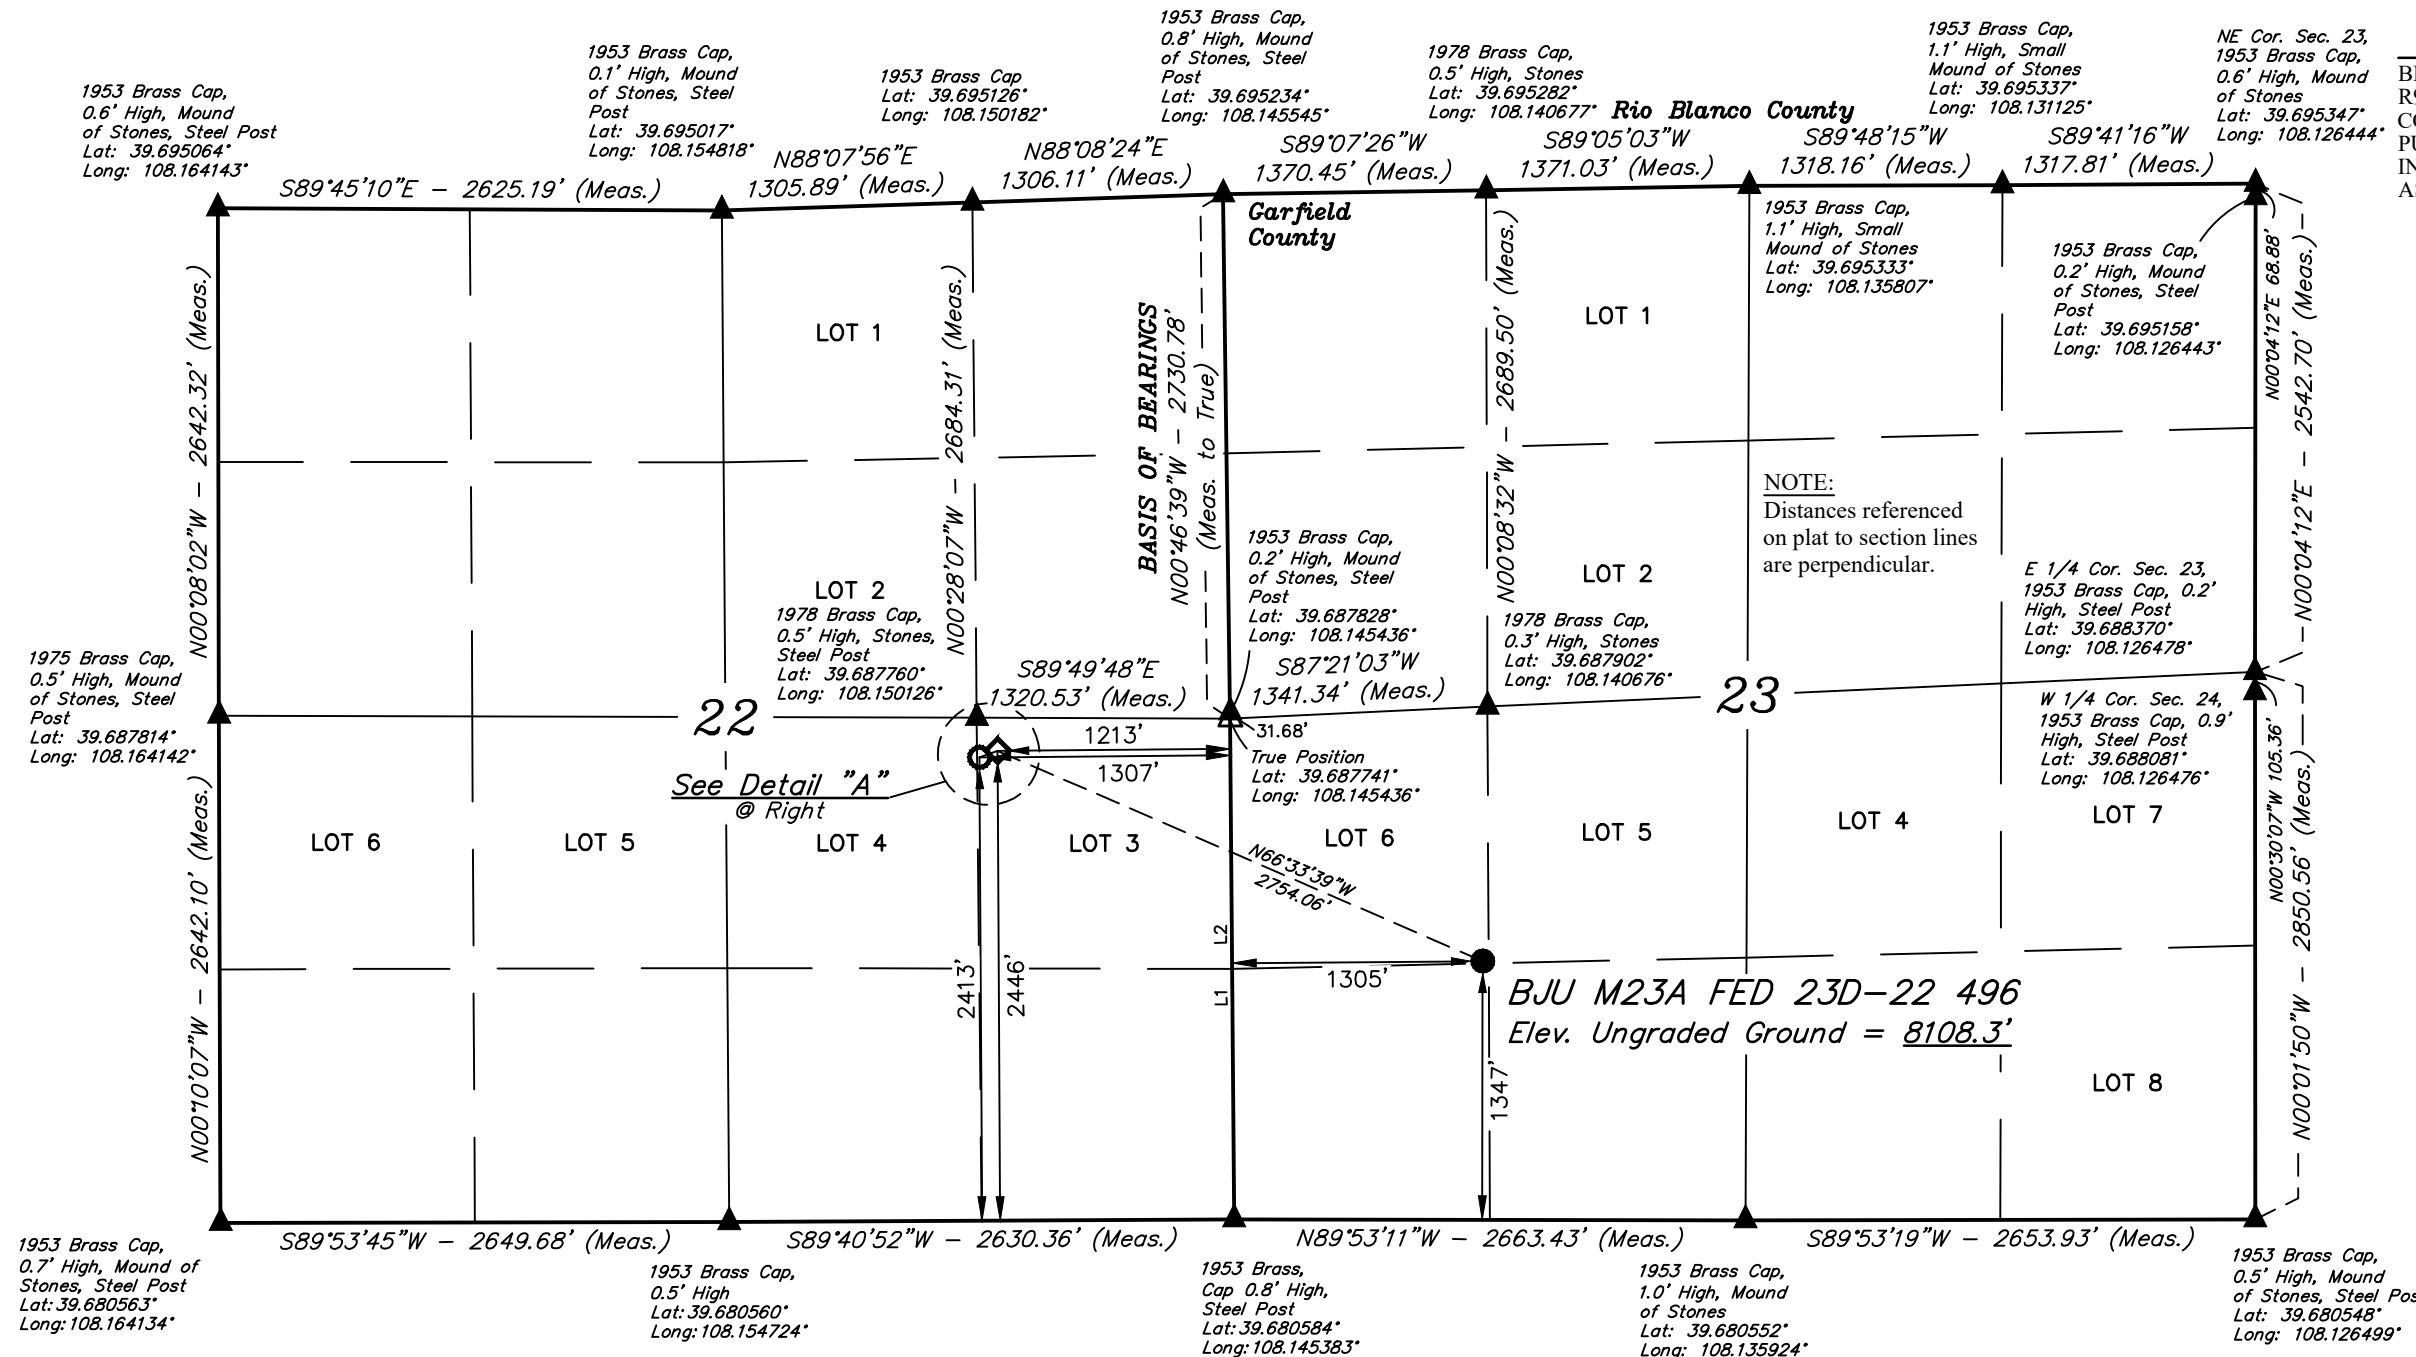 1953 Brass Cap,
0.6' High, Mound
of Stones, Steel Post
Lat: 39.695064°
Long: 108.164143°
1953 Brass Cap,
0.1' High, Mound
of Stones, Steel
Post
Lat: 39.695017°
Long: 108.154818°
1953 Brass Cap
Lat: 39.695126°
Long: 108.150182°
1953 Brass Cap,
0.8' High, Mound
of Stones, Steel
Post
Lat: 39.695234°
Long: 108.145545°
1978 Brass Cap,
0.5' High, Stones
Lat: 39.695282°
Long: 108.140677°
Rio Blanco County
1953 Brass Cap,
1.1' High, Small
Mound of Stones
Lat: 39.695337°
Long: 108.131125°
NE Cor. Sec. 23,
1953 Brass Cap,
0.6' High, Mound
of Stones
Lat: 39.695347°
Long: 108.126444°
S89°45'10"E - 2625.19' (Meas.)
N88°07'56"E
1305.89' (Meas.)
N88°08'24"E
1306.11' (Meas.)
S89°07'26"W
1370.45' (Meas.)
S89°05'03"W
1371.03' (Meas.)
S89°48'15"W
1318.16' (Meas.)
S89°41'16"W
1317.81' (Meas.)
Garfield
County
1953 Brass Cap,
1.1' High, Small
Mound of Stones
Lat: 39.695333°
Long: 108.135807°
1953 Brass Cap,
0.2' High, Mound
of Stones, Steel
Post
Lat: 39.695158°
Long: 108.126443°
N00°04'12"E 68.88'
N00°04'12"E - 2542.70' (Meas.)
N00°08'02"W - 2642.32' (Meas.)
LOT 1
N00°28'07"W - 2684.31' (Meas.)
BASIS OF BEARINGS
N00°46'39"W - 2730.78'
(Meas. to True)
N00°08'32"W - 2689.50' (Meas.)
LOT 1
NOTE:
Distances referenced
on plat to section lines
are perpendicular.
LOT 2
1978 Brass Cap,
0.5' High, Stones,
Steel Post
Lat: 39.687760°
Long: 108.150126°
1953 Brass Cap,
0.2' High, Mound
of Stones, Steel
Post
Lat: 39.687828°
Long: 108.145436°
LOT 2
1978 Brass Cap,
0.3' High, Stones
Lat: 39.687902°
Long: 108.140676°
E 1/4 Cor. Sec. 23,
1953 Brass Cap, 0.2'
High, Steel Post
Lat: 39.688370°
Long: 108.126478°
1975 Brass Cap,
0.5' High, Mound
of Stones, Steel
Post
Lat: 39.687814°
Long: 108.164142°
S89°49'48"E
1320.53' (Meas.)
S87°21'03"W
1341.34' (Meas.)
22
23
W 1/4 Cor. Sec. 24,
1953 Brass Cap, 0.9'
High, Steel Post
Lat: 39.688081°
Long: 108.126476°
1213'
1307'
31.68'
True Position
Lat: 39.687741°
Long: 108.145436°
See Detail "A"
@ Right
N00°30'07"W 105.36'
N00°01'50"W - 2850.56' (Meas.)
N00°10'07"W - 2642.10' (Meas.)
LOT 6
LOT 5
LOT 4
LOT 3
LOT 6
LOT 5
LOT 4
LOT 7
N66°33'39"W
2754.06'
L2
L1
2413'
2446'
1305'
BJU M23A FED 23D-22 496
Elev. Ungraded Ground = 8108.3'
1347'
LOT 8
S89°53'45"W - 2649.68' (Meas.)
S89°40'52"W - 2630.36' (Meas.)
N89°53'11"W - 2663.43' (Meas.)
S89°53'19"W - 2653.93' (Meas.)
1953 Brass Cap,
0.7' High, Mound of
Stones, Steel Post
Lat: 39.680563°
Long: 108.164134°
1953 Brass Cap,
0.5' High
Lat: 39.680560°
Long: 108.154724°
1953 Brass,
Cap 0.8' High,
Steel Post
Lat: 39.680584°
Long: 108.145383°
1953 Brass Cap,
1.0' High, Mound
of Stones
Lat: 39.680552°
Long: 108.135924°
1953 Brass Cap,
0.5' High, Mound
of Stones, Steel
Lat: 39.680548°
Long: 108.126499°